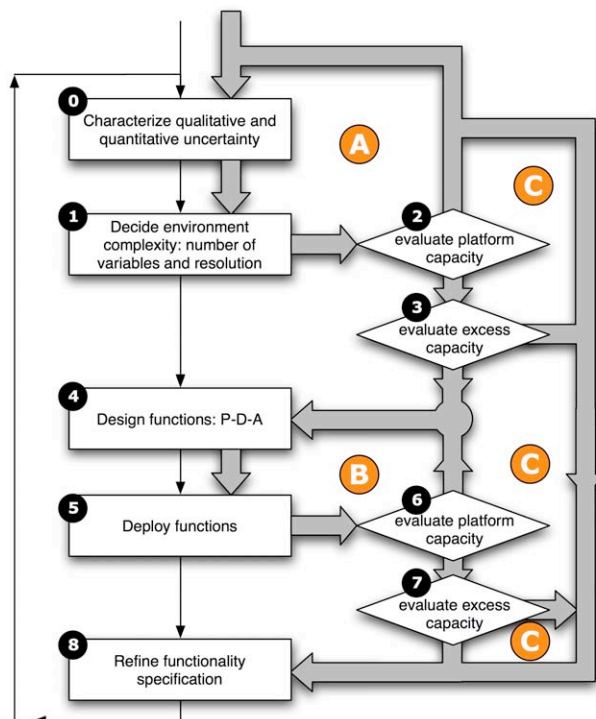 0
Characterize qualitative and
quantitative uncertainty
A
C
1
Decide environment
complexity: number of
variables and resolution
2
evaluate platform
capacity
3
evaluate excess
capacity
4
Design functions: P-D-A
B
C
5
Deploy functions
6
evaluate platform
capacity
7
evaluate excess
capacity
C
8
Refine functionality
specification